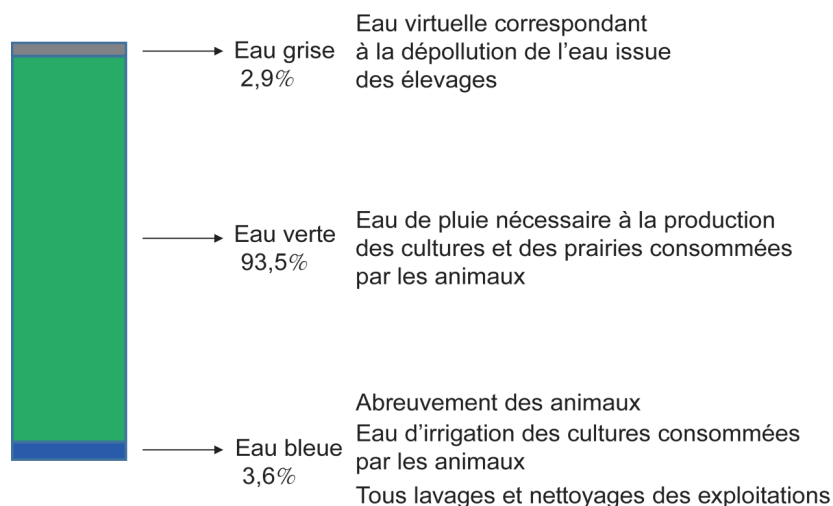 Eau grise
2,9%
Eau virtuelle correspondant
à la dépollution de l’eau issue
des élevages
Eau verte
93,5%
Eau de pluie nécessaire à la production
des cultures et des prairies consommées
par les animaux
Eau bleue
3,6%
Abreuvement des animaux
Eau d’irrigation des cultures consommées
par les animaux
Tous lavages et nettoyages des exploitations